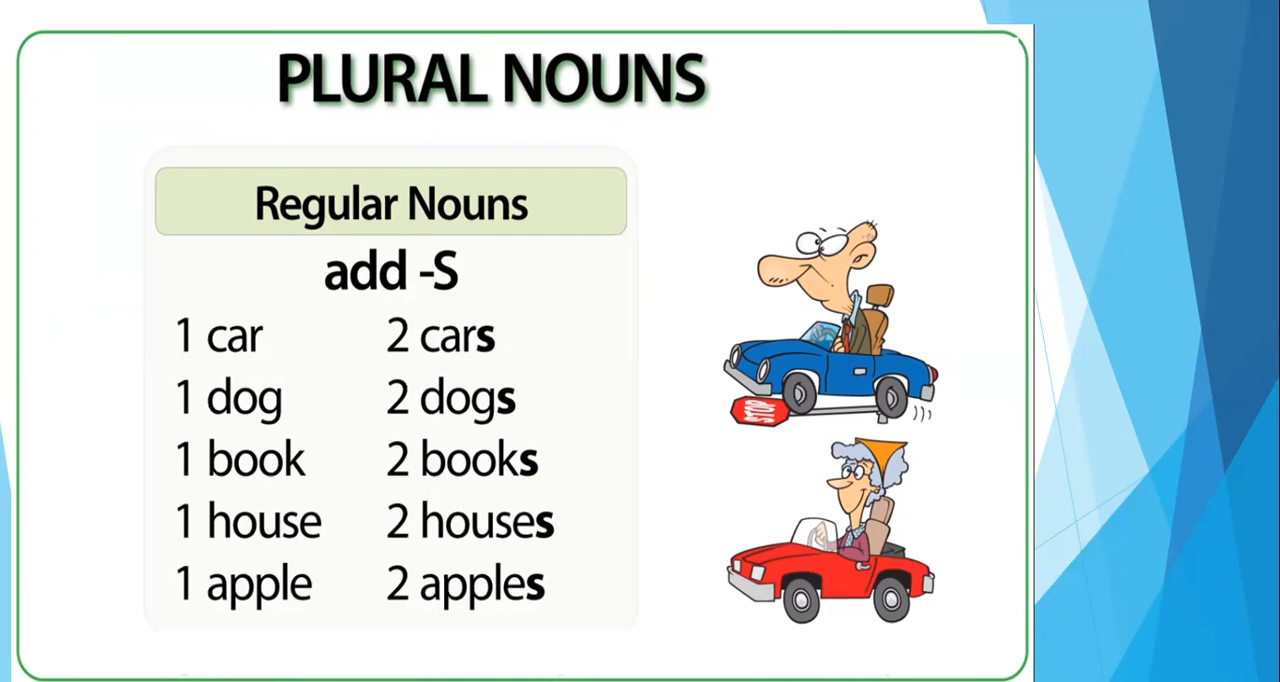 PLURAL NOUNS
Regular Nouns
add -S
1 car 2 cars
1 dog 2 dogs
1 book 2 books
1 house 2 houses
1 apple 2 apples
STOP